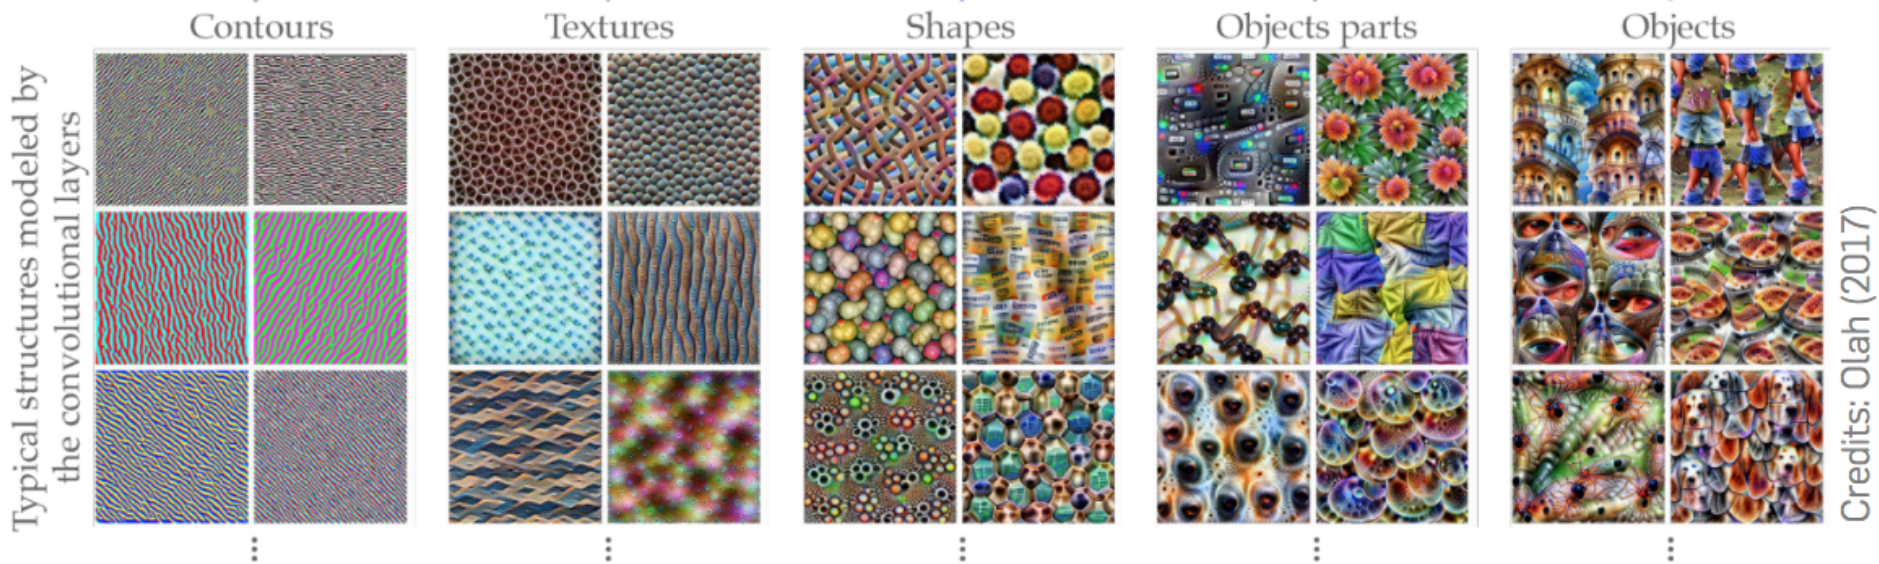 Contours
Textures
Shapes
Objects parts
Objects
Typical structures modeled by
the convolutional layers
Credits: Olah (2017)